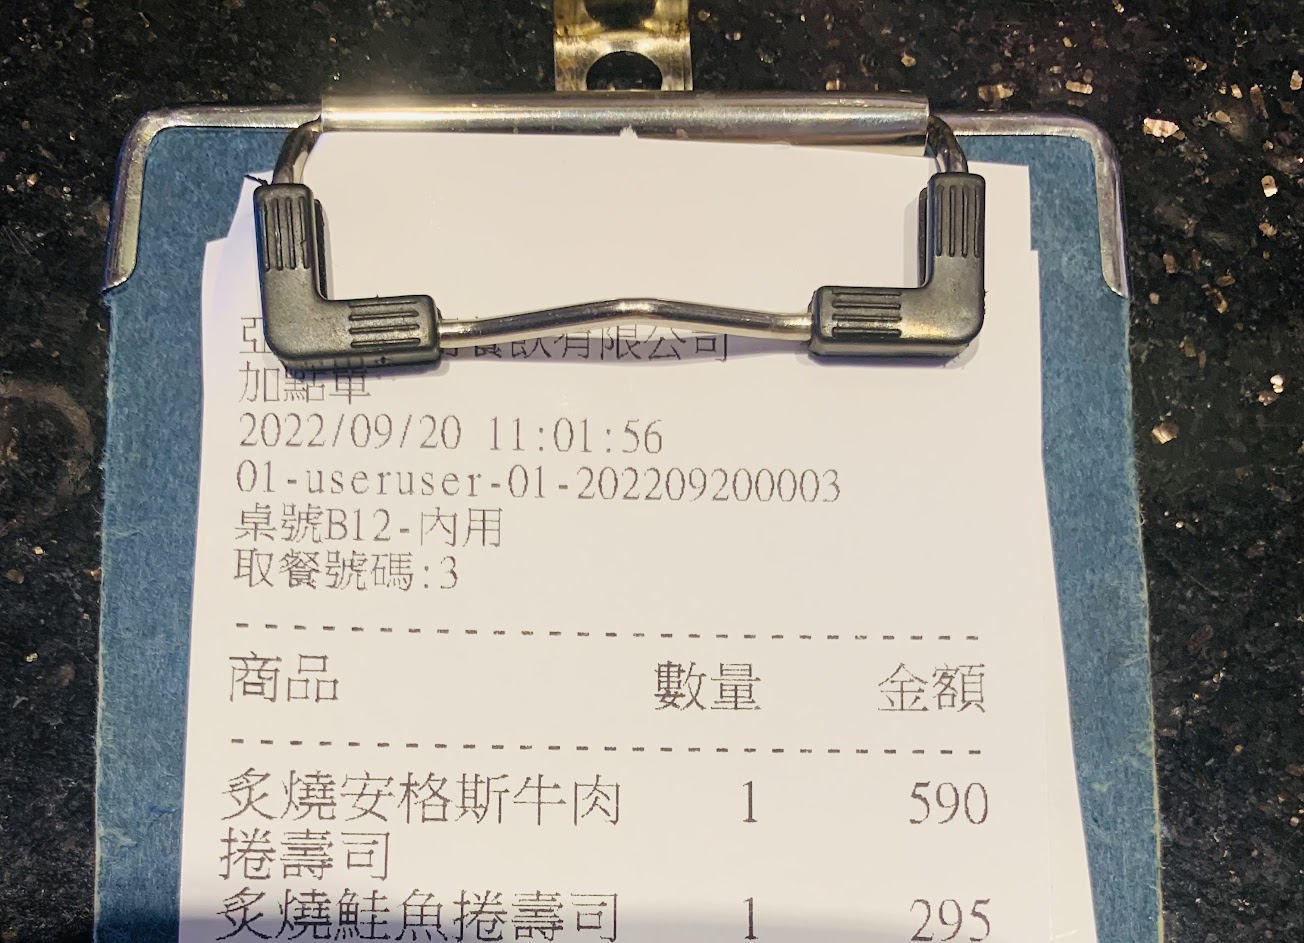 亞 餐飲有限公司
加點單
2022/09/20 11:01:56
01-useruser-01-202209200003
桌號B12-內用
取餐號碼:3
商品 數量 金額
炙燒安格斯牛肉 1 590
捲壽司
炙燒鮭魚捲壽司 1 295